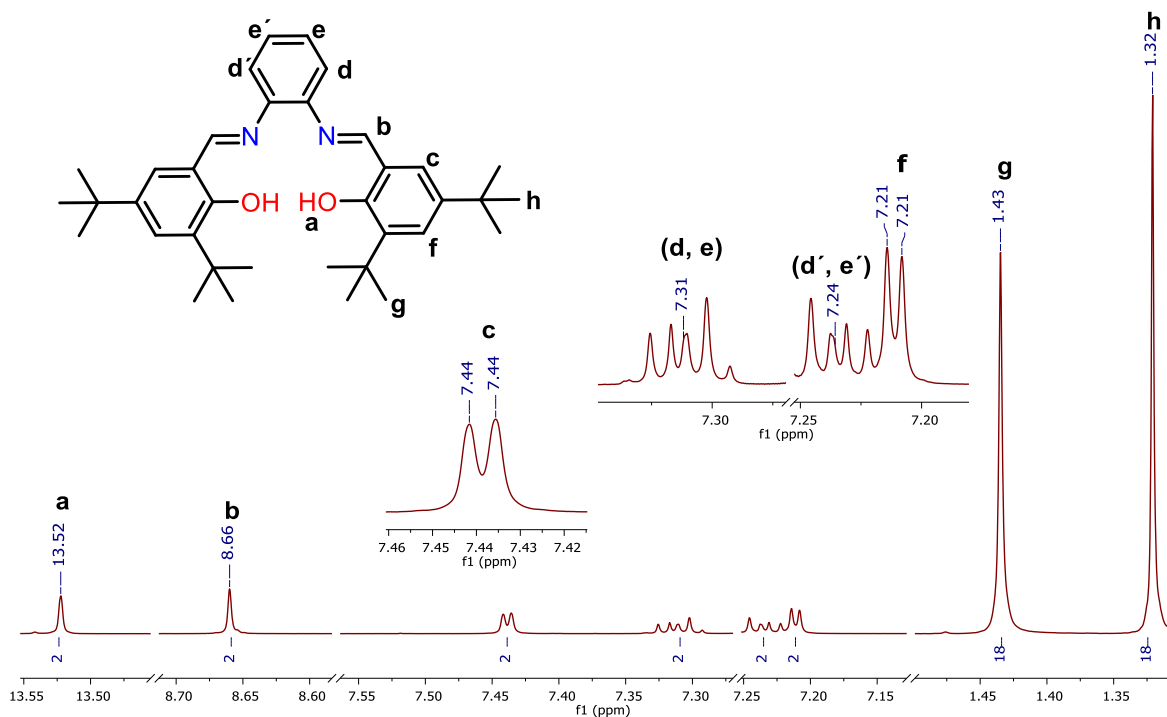 e´ e
d´ d
N N b
c
OH HO h
a f
g
h
1.32
g
1.43
f
7.21 7.21
(d, e)
7.31
(d´, e´)
7.24
7.30
f1 (ppm)
7.25 7.20
f1 (ppm)
c
7.44 7.44
7.46 7.45 7.44 7.43 7.42
f1 (ppm)
a
13.52
b
8.66
2 2 2 2 2 2 18 18
13.55 13.50 8.70 8.65 8.60 7.55 7.50 7.45 7.40 7.35 7.30 7.25 7.20 7.15 1.45 1.40 1.35
f1 (ppm)